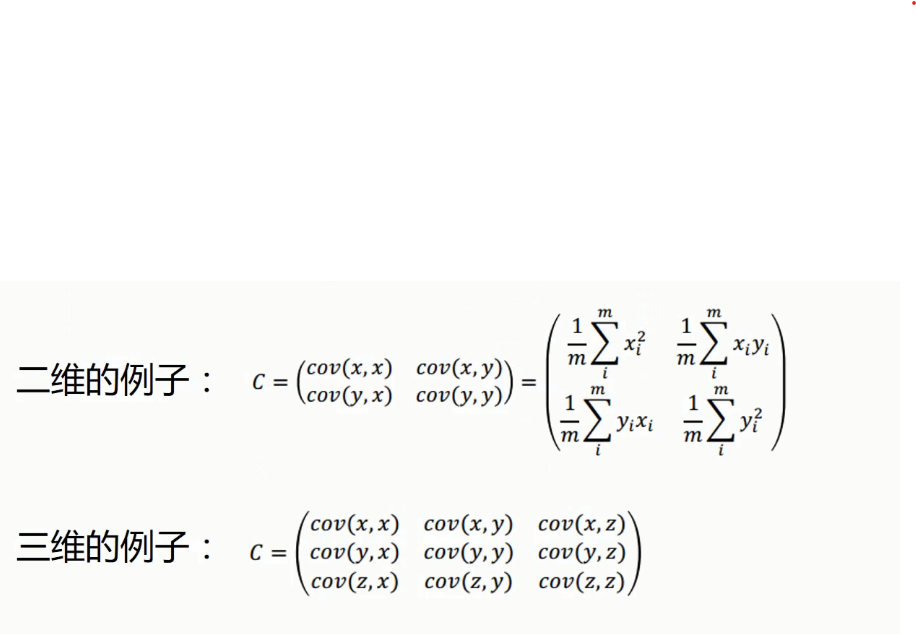 二维的例子： C = (cov(x,x) cov(x,y) cov(y,x) cov(y,y)) = (1/m ∑_i^m x_i^2 1/m ∑_i^m x_i y_i 1/m ∑_i^m y_i x_i 1/m ∑_i^m y_i^2)
三维的例子： C = (cov(x,x) cov(x,y) cov(x,z) cov(y,x) cov(y,y) cov(y,z) cov(z,x) cov(z,y) cov(z,z))